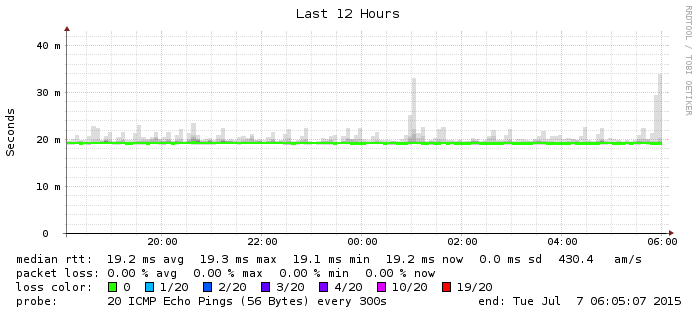 Last 12 Hours
RRDTOOL / TOBI OETIKER
Seconds
40 m
30 m
20 m
10 m
0
20:00 22:00 00:00 02:00 04:00 06:00
median rtt: 19.2 ms avg 19.3 ms max 19.1 ms min 19.2 ms now 0.0 ms sd 430.4 am/s
packet loss: 0.00 % avg 0.00 % max 0.00 % min 0.00 % now
loss color: 0 1/20 2/20 3/20 4/20 10/20 19/20
probe: 20 ICMP Echo Pings (56 Bytes) every 300s end: Tue Jul 7 06:05:07 2015